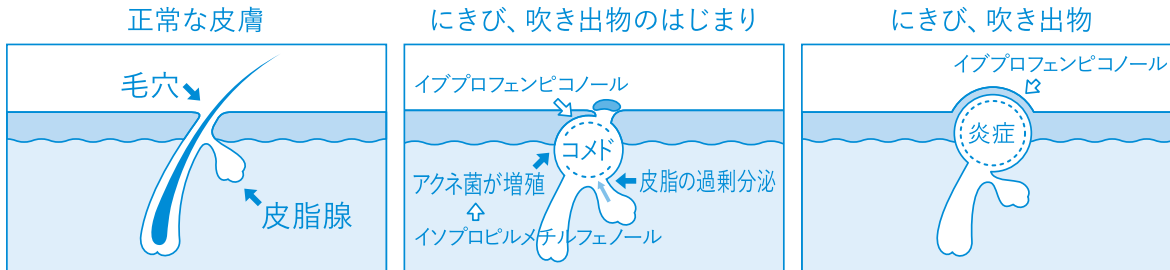 正常な皮膚
毛穴
皮脂腺
にきび、吹き出物のはじまり
イブプロフェンピコノール
コメド
アクネ菌が増殖
皮脂の過剰分泌
イソプロピルメチルフェノール
にきび、吹き出物
イブプロフェンピコノール
炎症